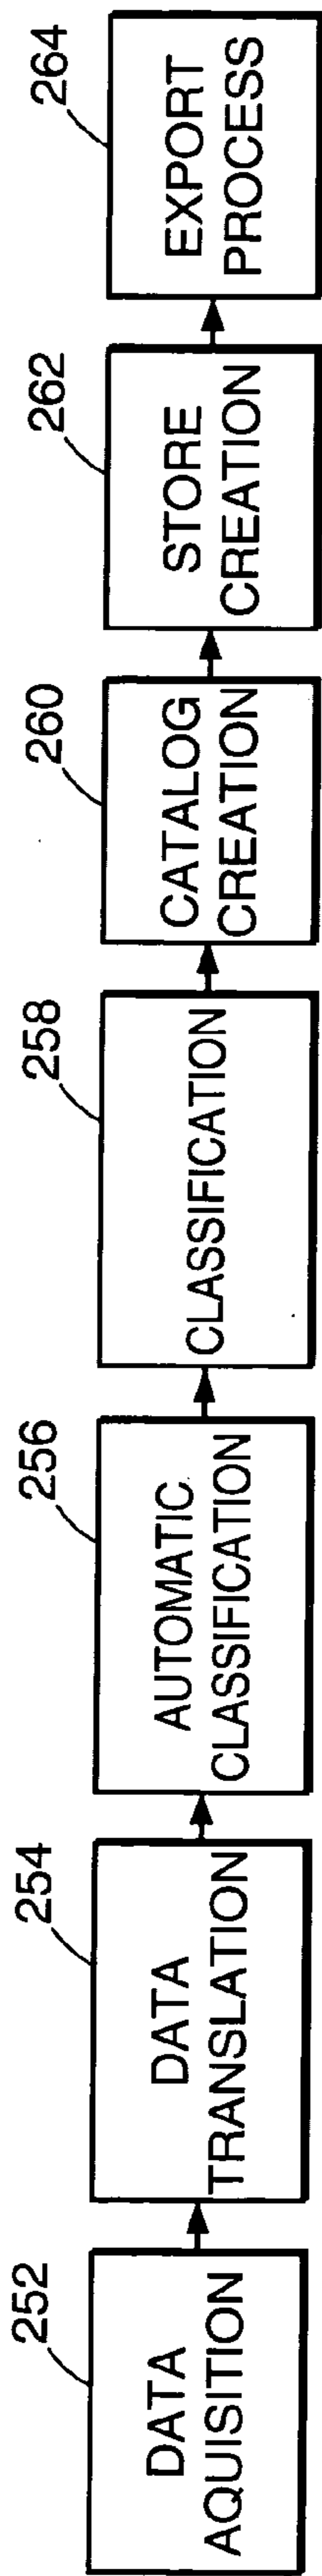 252
DATA
AQUISITION
254
DATA
TRANSLATION
256
AUTOMATIC
CLASSIFICATION
258
CLASSIFICATION
260
CATALOG
CREATION
262
STORE
CREATION
264
EXPORT
PROCESS